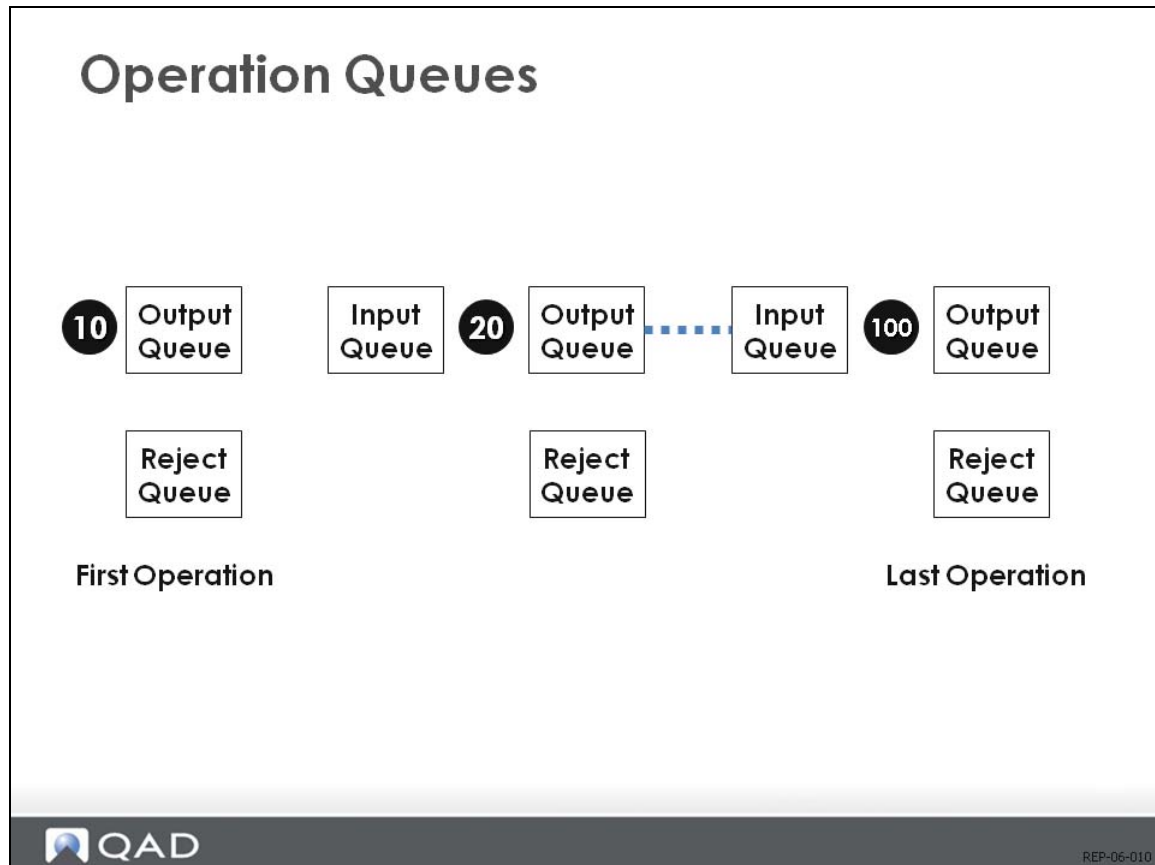 Operation Queues
10
Output
Queue
Input
Queue
20
Output
Queue
Input
Queue
100
Output
Queue
Reject
Queue
Reject
Queue
Reject
Queue
First Operation
Last Operation
QAD
REP-06-010